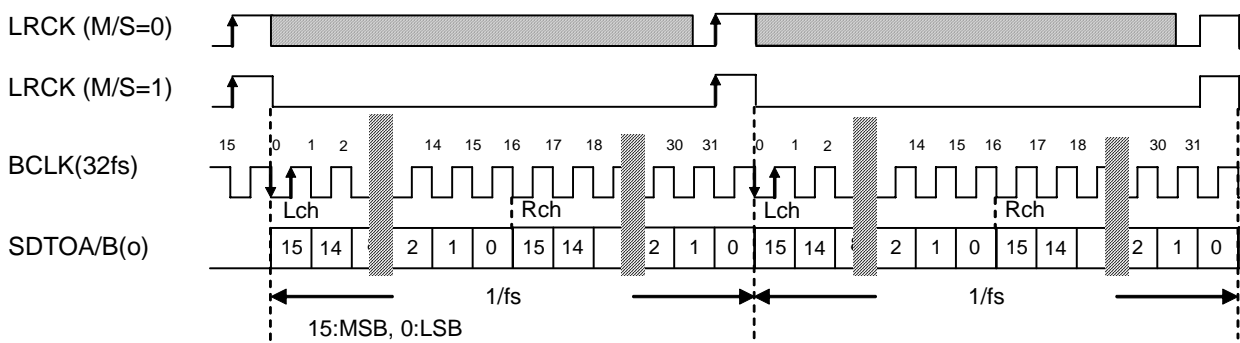 LRCK (M/S=0)
LRCK (M/S=1)
15 0 1 2 14 15 16 17 18 30 31 0 1 2 14 15 16 17 18 30 31
BCLK(32fs)
Lch Rch Lch Rch
SDTOA/B(o)
15 14 2 1 0 15 14 2 1 0 15 14 2 1 0 15 14 2 1 0
1/fs 1/fs
15:MSB, 0:LSB